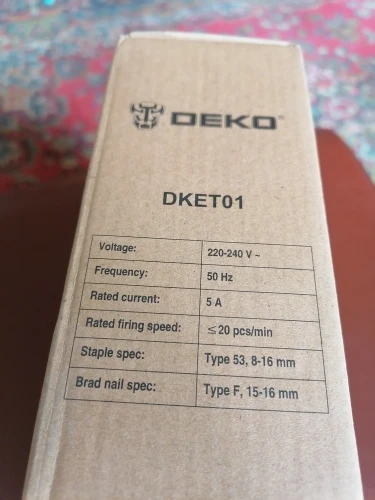 DEKO®
DKET01
Voltage: 220-240 V ~
Frequency: 50 Hz
Rated current: 5 A
Rated firing speed: ≤20 pcs/min
Staple spec: Type 53, 8-16 mm
Brad nail spec: Type F, 15-16 mm